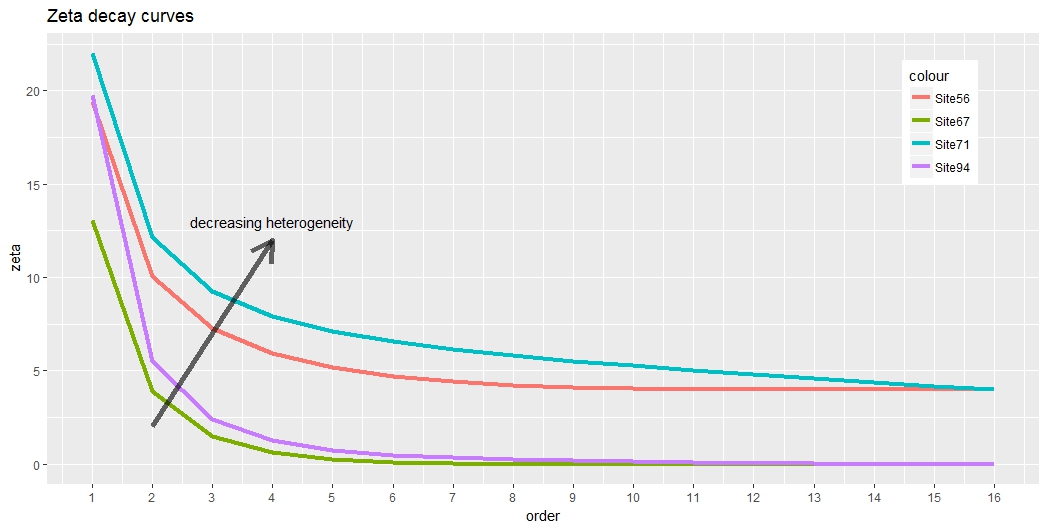 Zeta decay curves
zeta
20
15
10
5
0
decreasing heterogeneity
colour
Site56
Site67
Site71
Site94
1 2 3 4 5 6 7 8 9 10 11 12 13 14 15 16
order